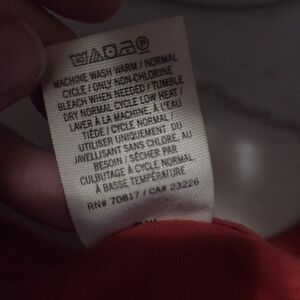 MACHINE WASH WARM / NORMAL
CYCLE / ONLY NON-CHLORINE
BLEACH WHEN NEEDED / TUMBLE
DRY NORMAL CYCLE LOW HEAT /
LAVER À LA MACHINE, À L'EAU
TIÈDE / CYCLE NORMAL /
UTILISER UNIQUEMENT DU
JAVELLISANT SANS CHLORE, AU
BESOIN / SÉCHER PAR
CULBUTAGE À CYCLE NORMAL,
À BASSE TEMPÉRATURE
RN# 70817 / CA# 23226